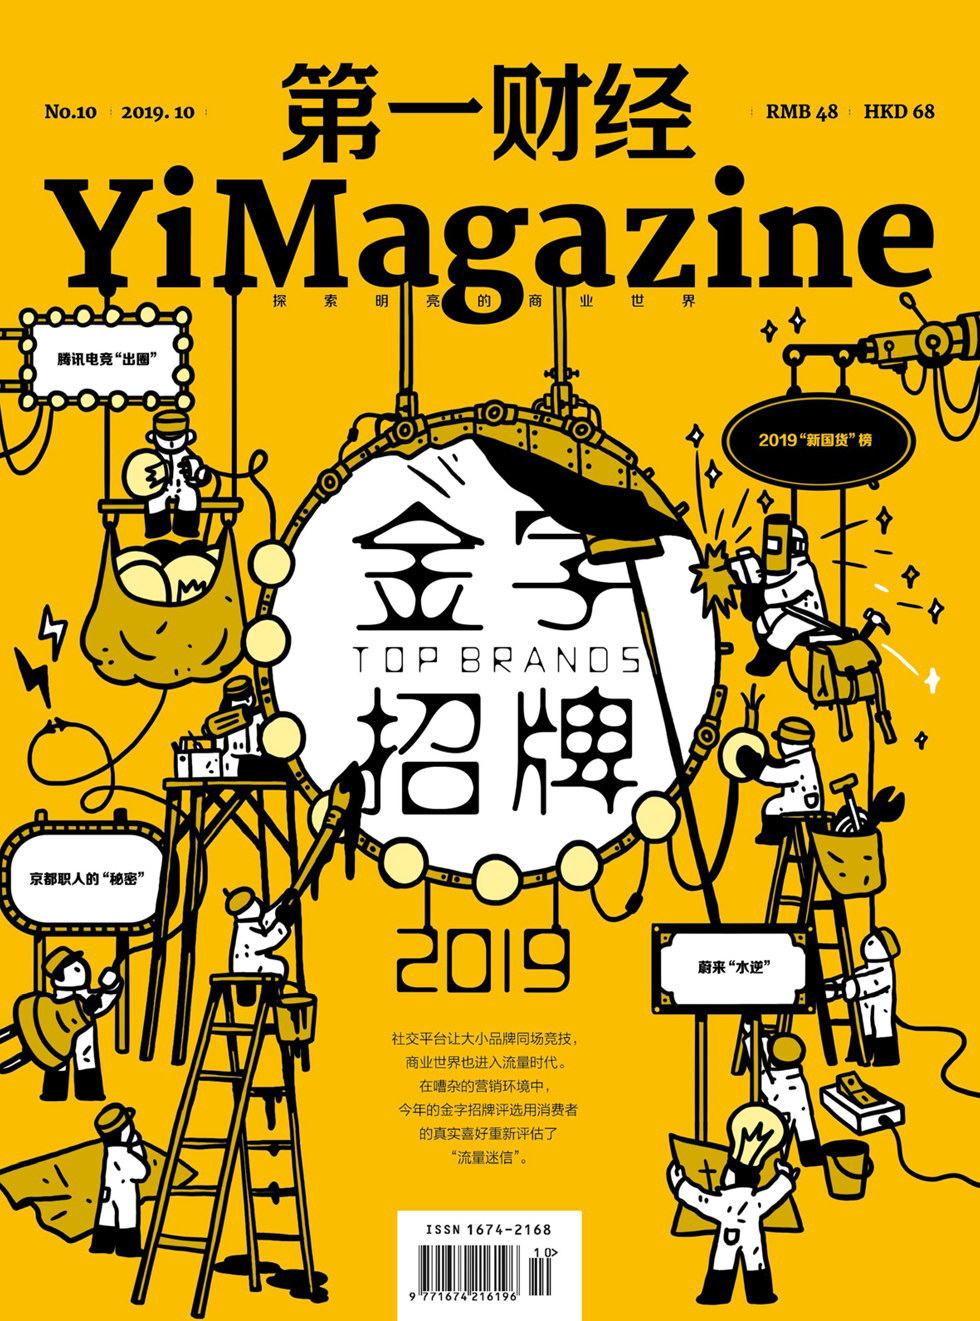 第一财经
No.10 2019. 10
RMB 48 HKD 68
YiMagazine
探索明亮的商业世界
腾讯电竞“出圈”
2019“新国货”榜
金字
TOP BRANDS
招牌
2019
京都职人的“秘密”
蔚来“水逆”
社交平台让大小品牌同场竞技，
商业世界也进入流量时代。
在嘈杂的营销环境中，
今年的金字招牌评选用消费者
的真实喜好重新评估了
“流量迷信”。
ISSN 1674-2168
10>
9 771674 216196